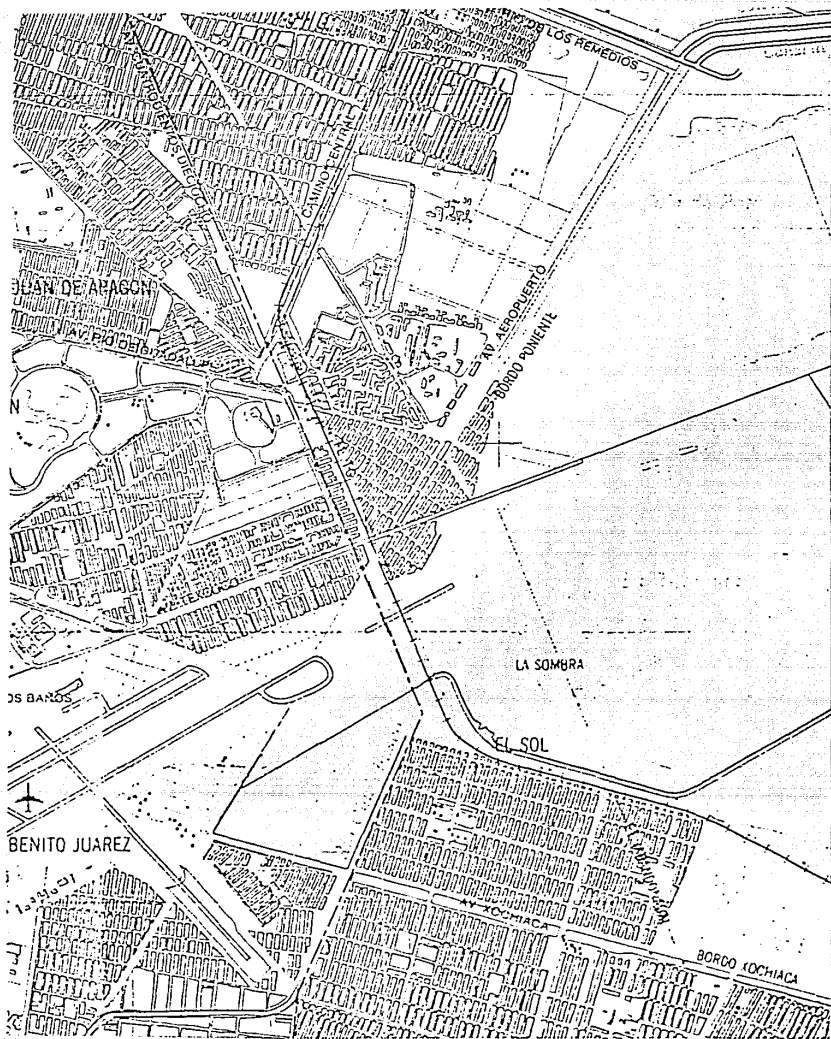 LOS REMEDIOS
CAMINO CENTRAL
JUAN DE ARAGON
AV. AEROPUERTO
BORDO PONIENTE
N
LA SOMBRA
OS BAÑOS
EL SOL
BENITO JUAREZ
AV. XOCHIACA
BORDO XOCHIACA